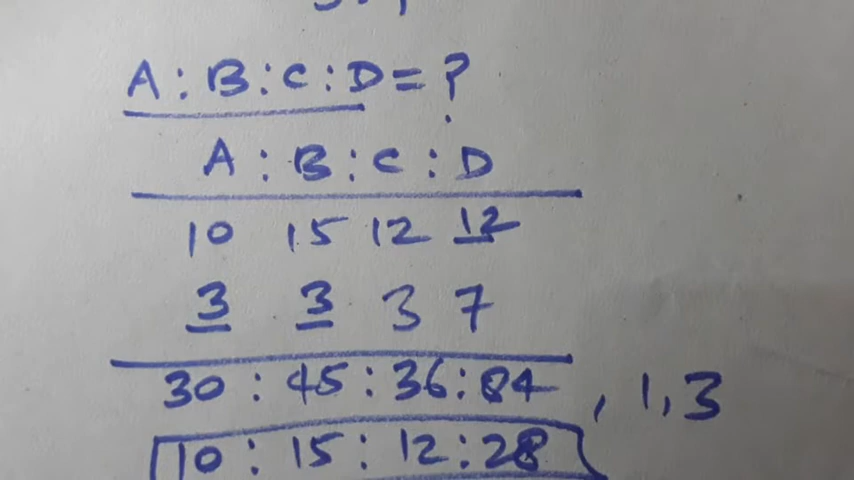 A : B : C : D = ?
A : B : C : D
10 15 12 12
3 3 3 7
30 : 45 : 36 : 84 , 1,3
10 : 15 : 12 : 28